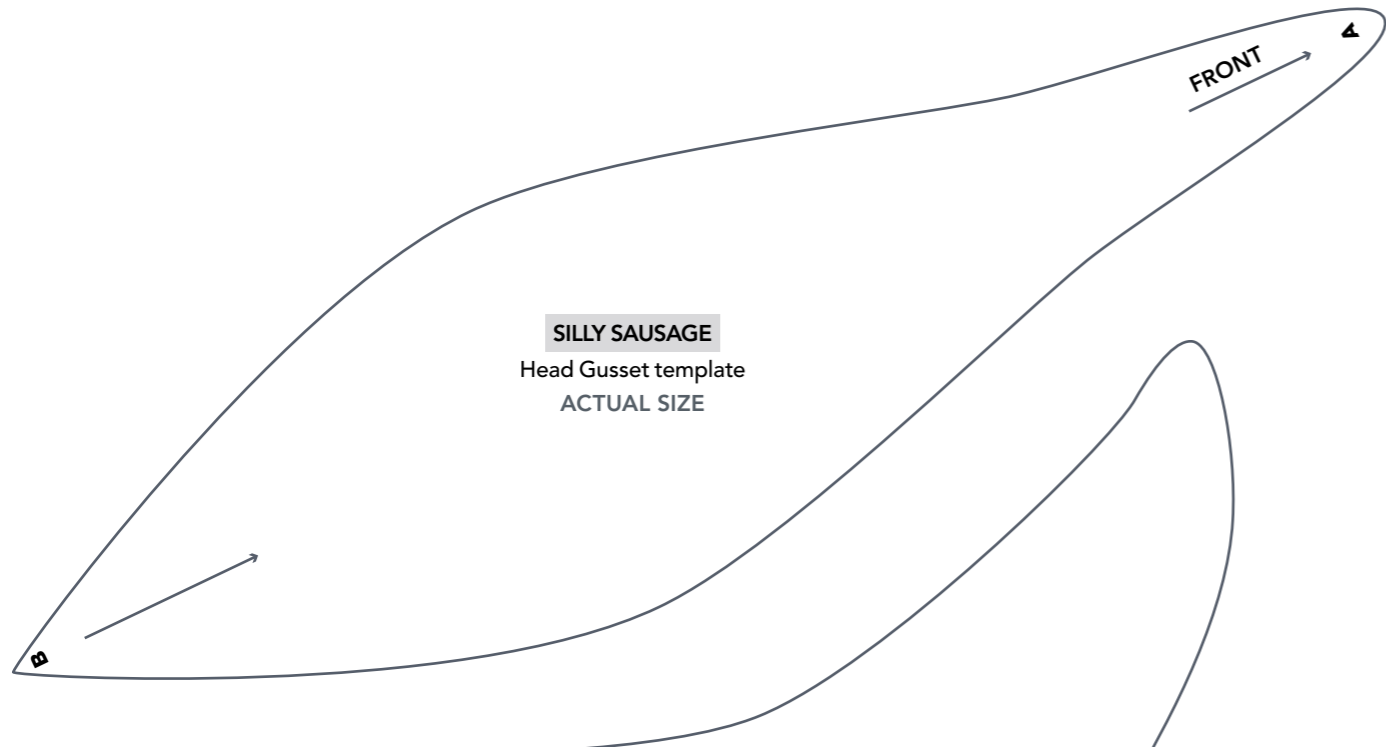 A
FRONT
SILLY SAUSAGE
Head Gusset template
ACTUAL SIZE
B